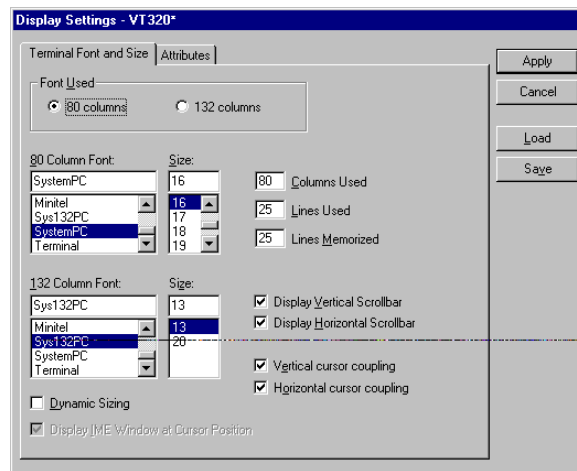 Display Settings - VT320*
Terminal Font and Size
Attributes
Font Used
80 columns
132 columns
Apply
Cancel
Load
Save
80 Column Font:
Size:
SystemPC
16
Minitel
Sys132PC
SystemPC
Terminal
16
17
18
19
80 Columns Used
25 Lines Used
25 Lines Memorized
132 Column Font:
Size:
Sys132PC
13
Minitel
Sys132PC
SystemPC
Terminal
13
20
Display Vertical Scrollbar
Display Horizontal Scrollbar
Vertical cursor coupling
Horizontal cursor coupling
Dynamic Sizing
Display IME Window at Cursor Position